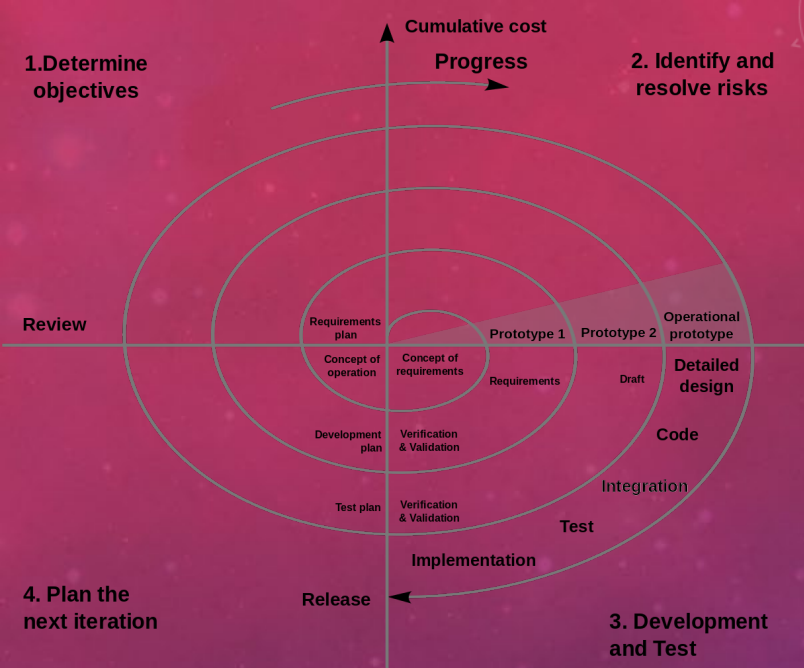 Cumulative cost
Progress
1.Determine
objectives
2. Identify and
resolve risks
Review
Requirements
plan
Prototype 1
Prototype 2
Operational
prototype
Concept of
operation
Concept of
requirements
Requirements
Draft
Detailed
design
Development
plan
Verification
& Validation
Code
Test plan
Verification
& Validation
Integration
Test
Implementation
Release
4. Plan the
next iteration
3. Development
and Test